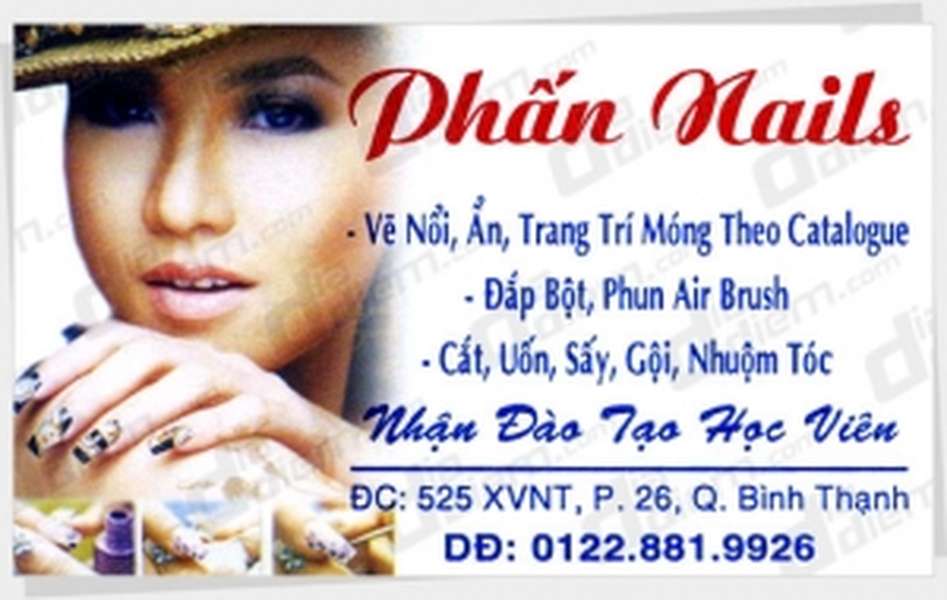 Phấn Nails
- Vẽ Nổi, Ẩn, Trang Trí Móng Theo Catalogue
- Đắp Bột, Phun Air Brush
- Cắt, Uốn, Sấy, Gội, Nhuộm Tóc
Nhận Đào Tạo Học Viên
ĐC: 525 XVNT, P. 26, Q. Bình Thạnh
DĐ: 0122.881.9926